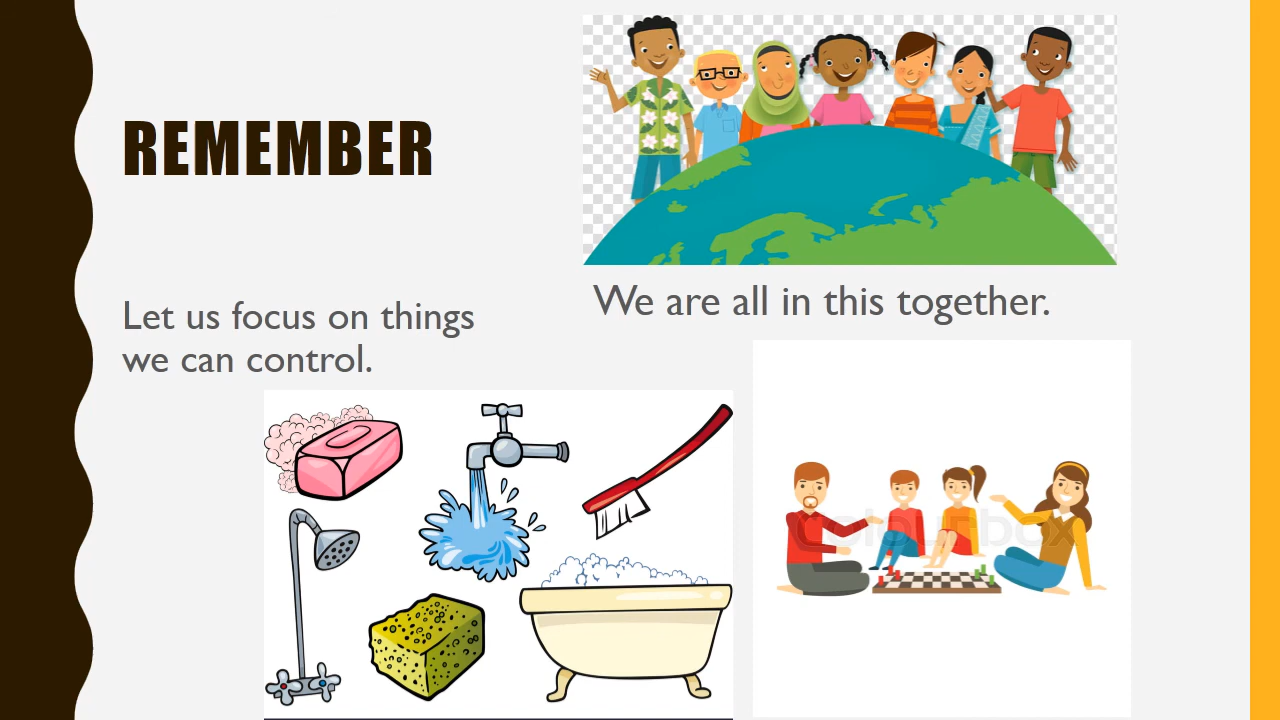 REMEMBER
Let us focus on things
we can control.
We are all in this together.